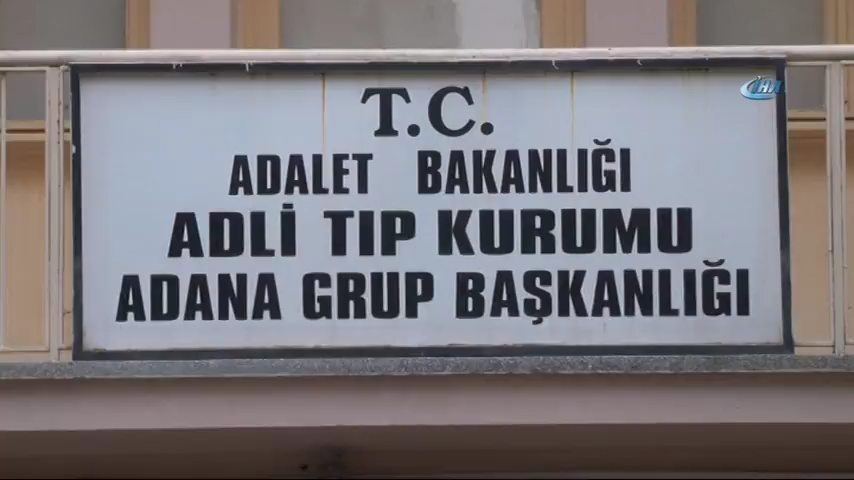 T.C.
İHA
ADALET BAKANLIĞI
ADLİ TIP KURUMU
ADANA GRUP BAŞKANLIĞI